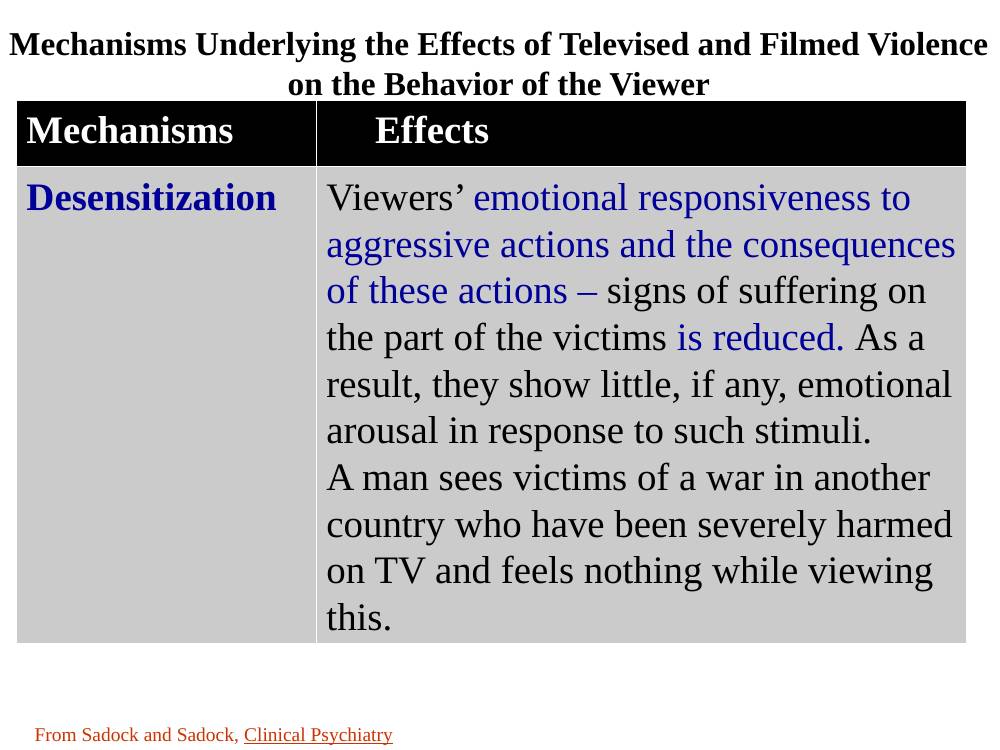 Mechanisms Underlying the Effects of Televised and Filmed Violence
on the Behavior of the Viewer
Mechanisms
Effects
Desensitization
Viewers’ emotional responsiveness to
aggressive actions and the consequences
of these actions – signs of suffering on
the part of the victims is reduced. As a
result, they show little, if any, emotional
arousal in response to such stimuli.
A man sees victims of a war in another
country who have been severely harmed
on TV and feels nothing while viewing
this.
From Sadock and Sadock, Clinical Psychiatry